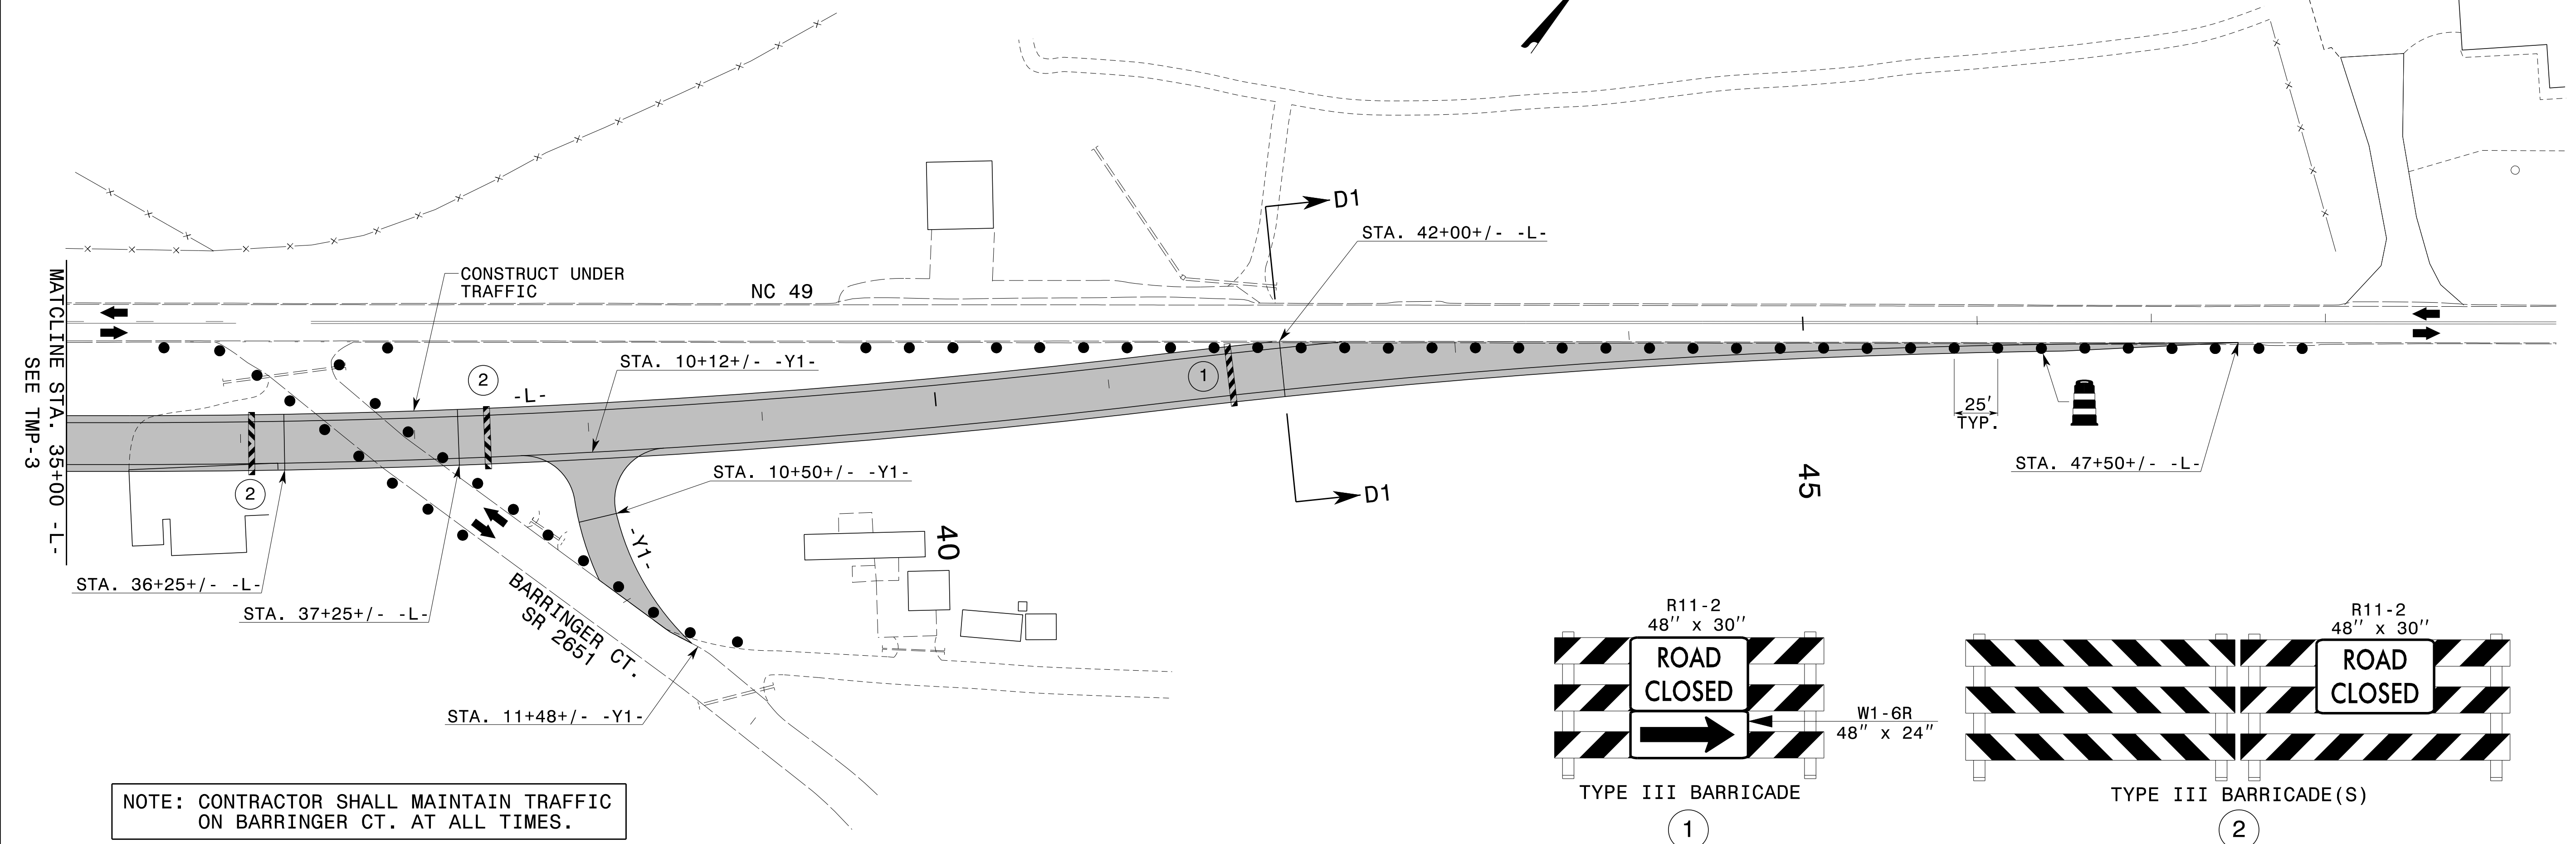 D1
STA. 42+00+/- -L-
CONSTRUCT UNDER
TRAFFIC
NC 49
MATCLINE STA. 35+00 -L-
SEE TMP-3
STA. 10+12+/- -Y1-
2
-L-
1
25'
TYP.
STA. 10+50+/- -Y1-
STA. 47+50+/- -L-
2
D1
45
40
-Y1-
STA. 36+25+/- -L-
STA. 37+25+/- -L-
BARRINGER CT.
SR 2651
STA. 11+48+/- -Y1-
R11-2
48" x 30"
ROAD
CLOSED
W1-6R
48" x 24"
TYPE III BARRICADE
1
R11-2
48" x 30"
ROAD
CLOSED
TYPE III BARRICADE(S)
2
NOTE: CONTRACTOR SHALL MAINTAIN TRAFFIC
ON BARRINGER CT. AT ALL TIMES.